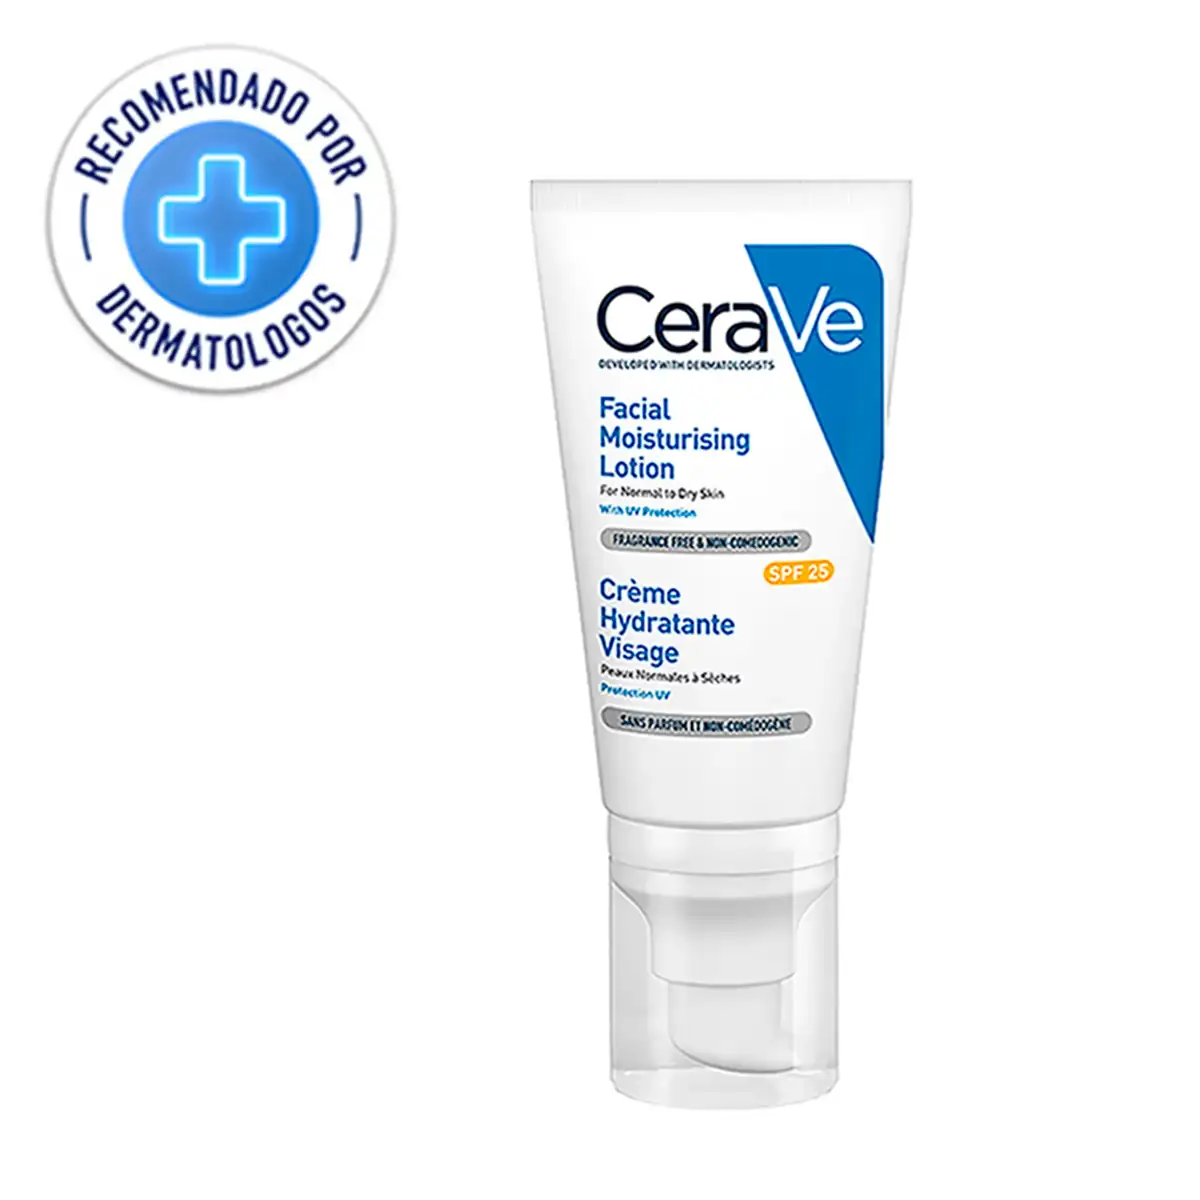 RECOMENDADO POR
DERMATOLOGOS
CeraVe
DEVELOPED WITH DERMATOLOGISTS
Facial
Moisturising
Lotion
For Normal to Dry Skin
With UV Protection
FRAGRANCE FREE & NON-COMEDOGENIC
SPF 25
Crème
Hydratante
Visage
Peaux Normales à Sèches
Protection UV
SANS PARFUM ET NON-COMÉDOGÈNE